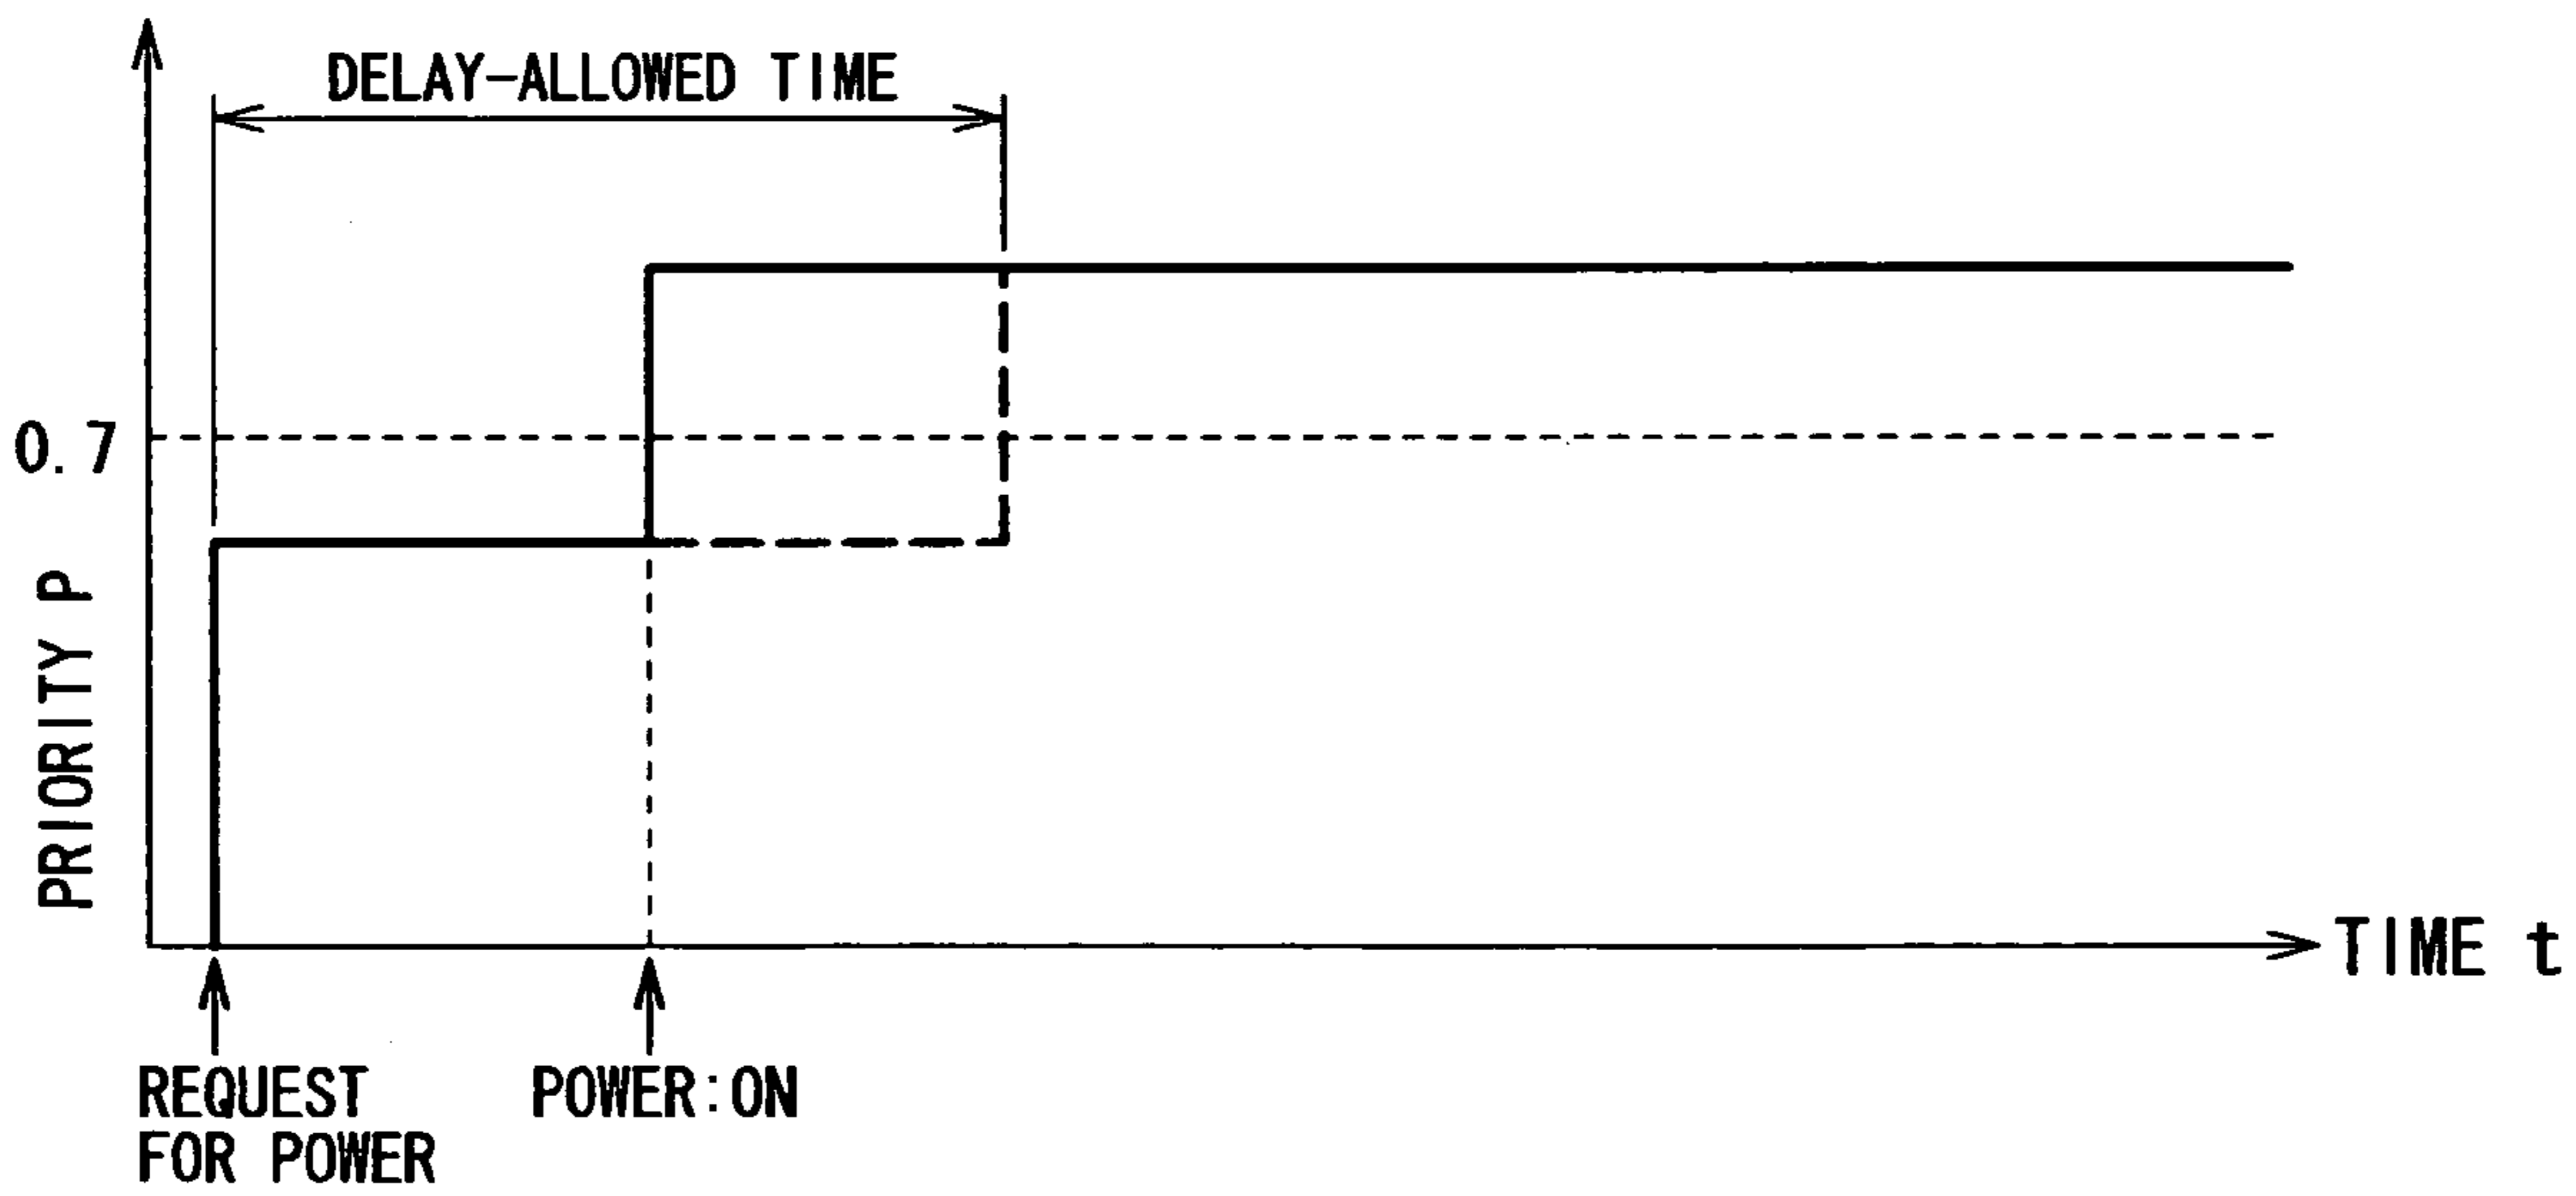 DELAY-ALLOWED TIME
0.7
PRIORITY P
TIME t
REQUEST
FOR POWER
POWER:ON